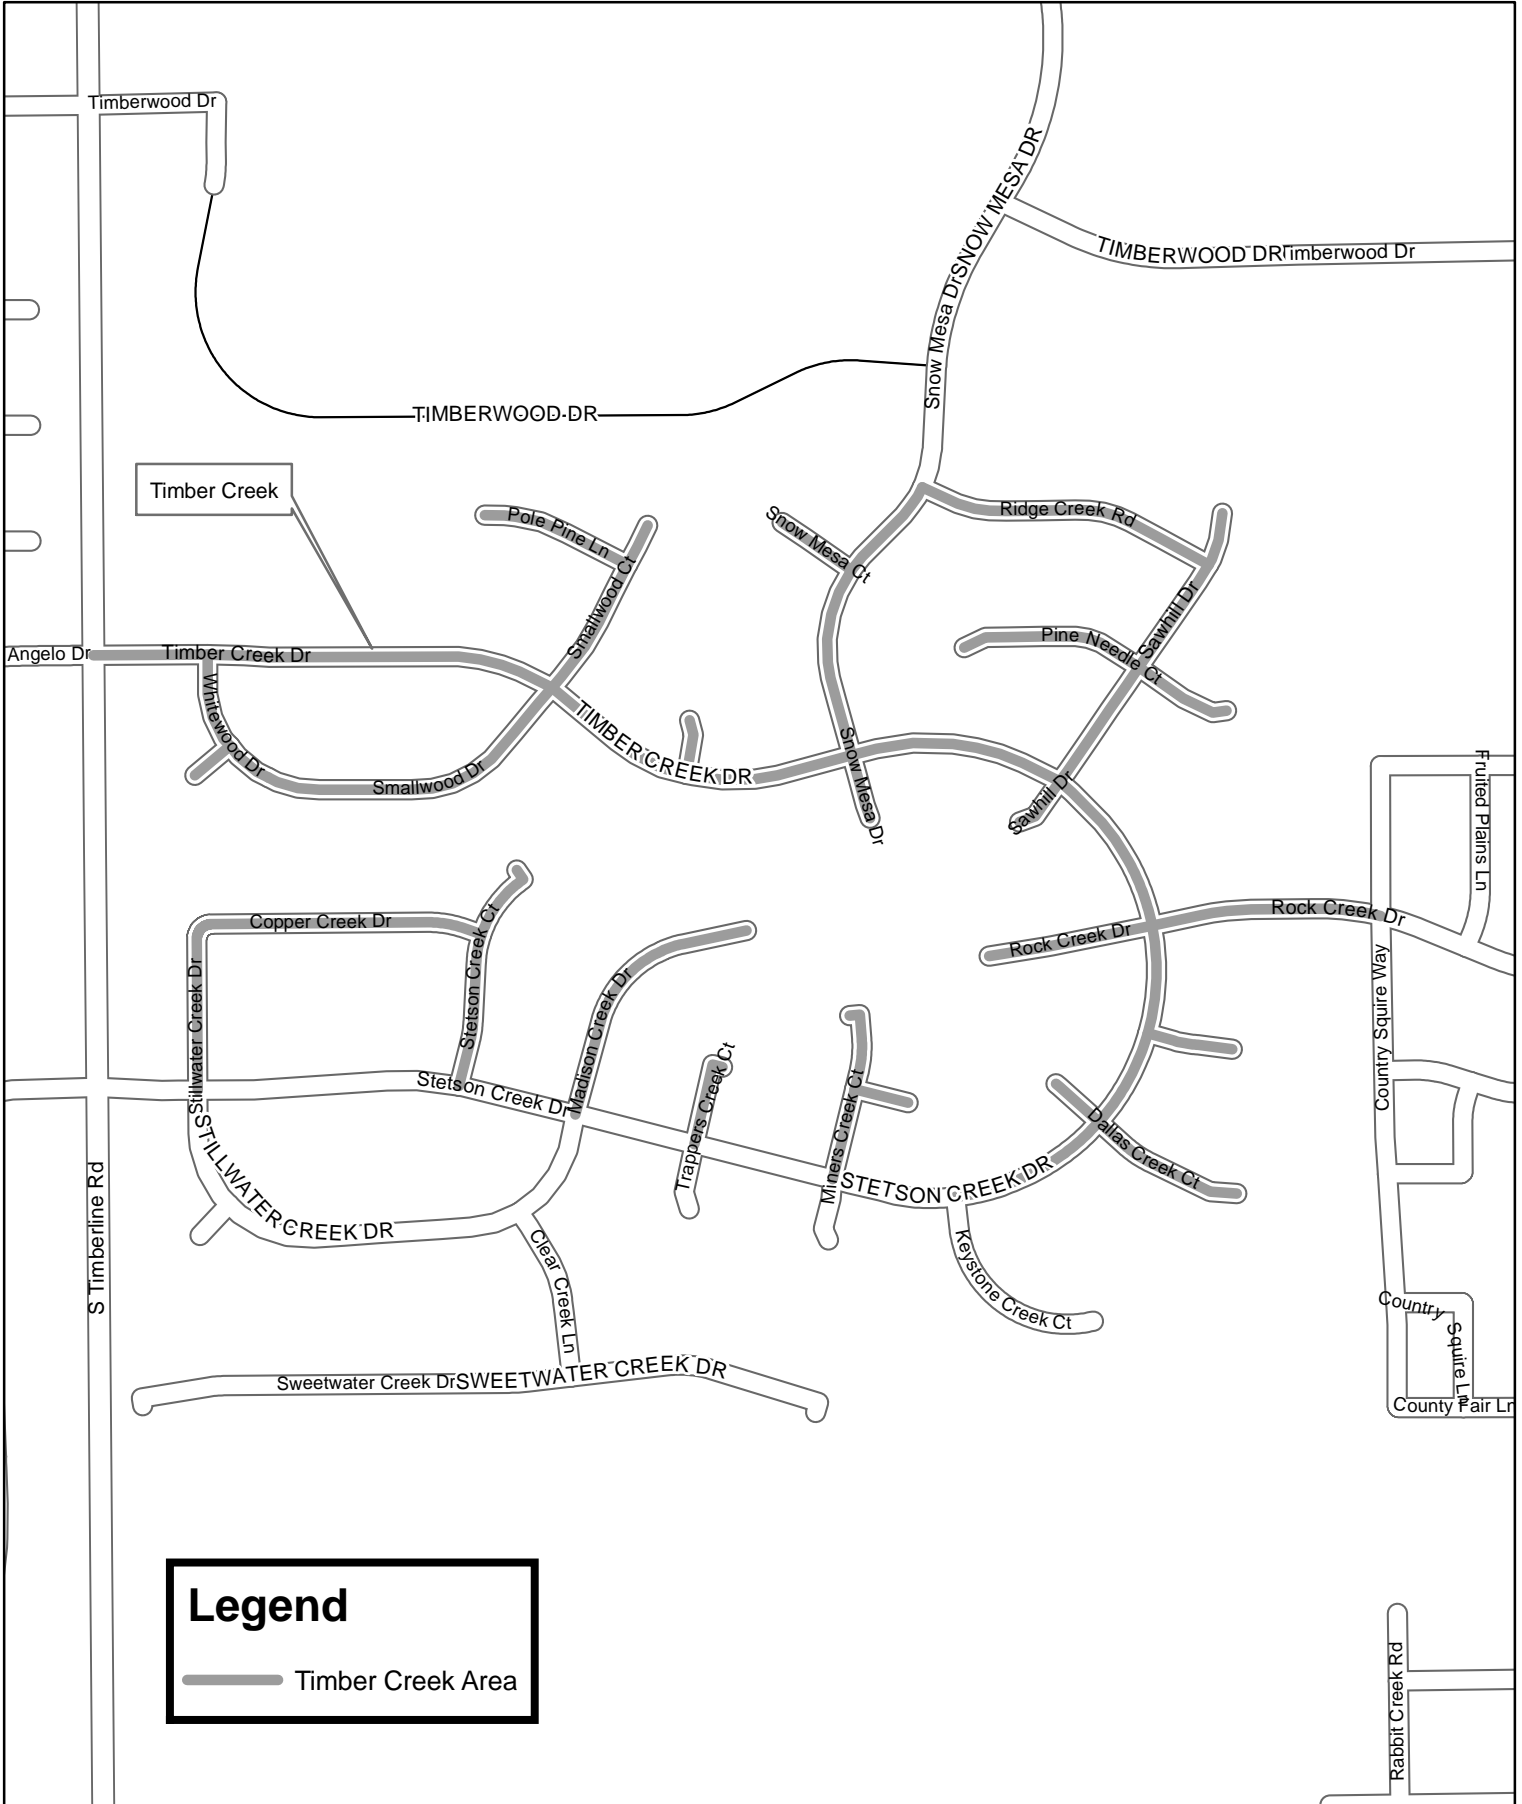 Timberwood Dr
SNOW MESA DR
TIMBERWOOD DR
Timberwood Dr
Snow Mesa Dr
TIMBERWOOD DR
Timber Creek
Pole Pine Ln
Smallwood Ct
Snow Mesa Ct
Ridge Creek Rd
Sawhill Dr
Pine Needle Ct
Angelo Dr
Timber Creek Dr
Whitewood Dr
Smallwood Dr
TIMBER CREEK DR
Snow Mesa Dr
Sawhill Dr
Fruited Plains Ln
Copper Creek Dr
Stetson Creek Ct
Stillwater Creek Dr
Madison Creek Dr
Rock Creek Dr
Rock Creek Dr
Country Squire Way
Stetson Creek Dr
Trappers Creek Ct
Miners Creek Ct
Dallas Creek Ct
STILLWATER CREEK DR
STETSON CREEK DR
S Timberline Rd
Clear Creek Ln
Keystone Creek Ct
Country Squire Ln
Sweetwater Creek Dr
SWEETWATER CREEK DR
County Fair Ln
Legend
Timber Creek Area
Rabbit Creek Rd